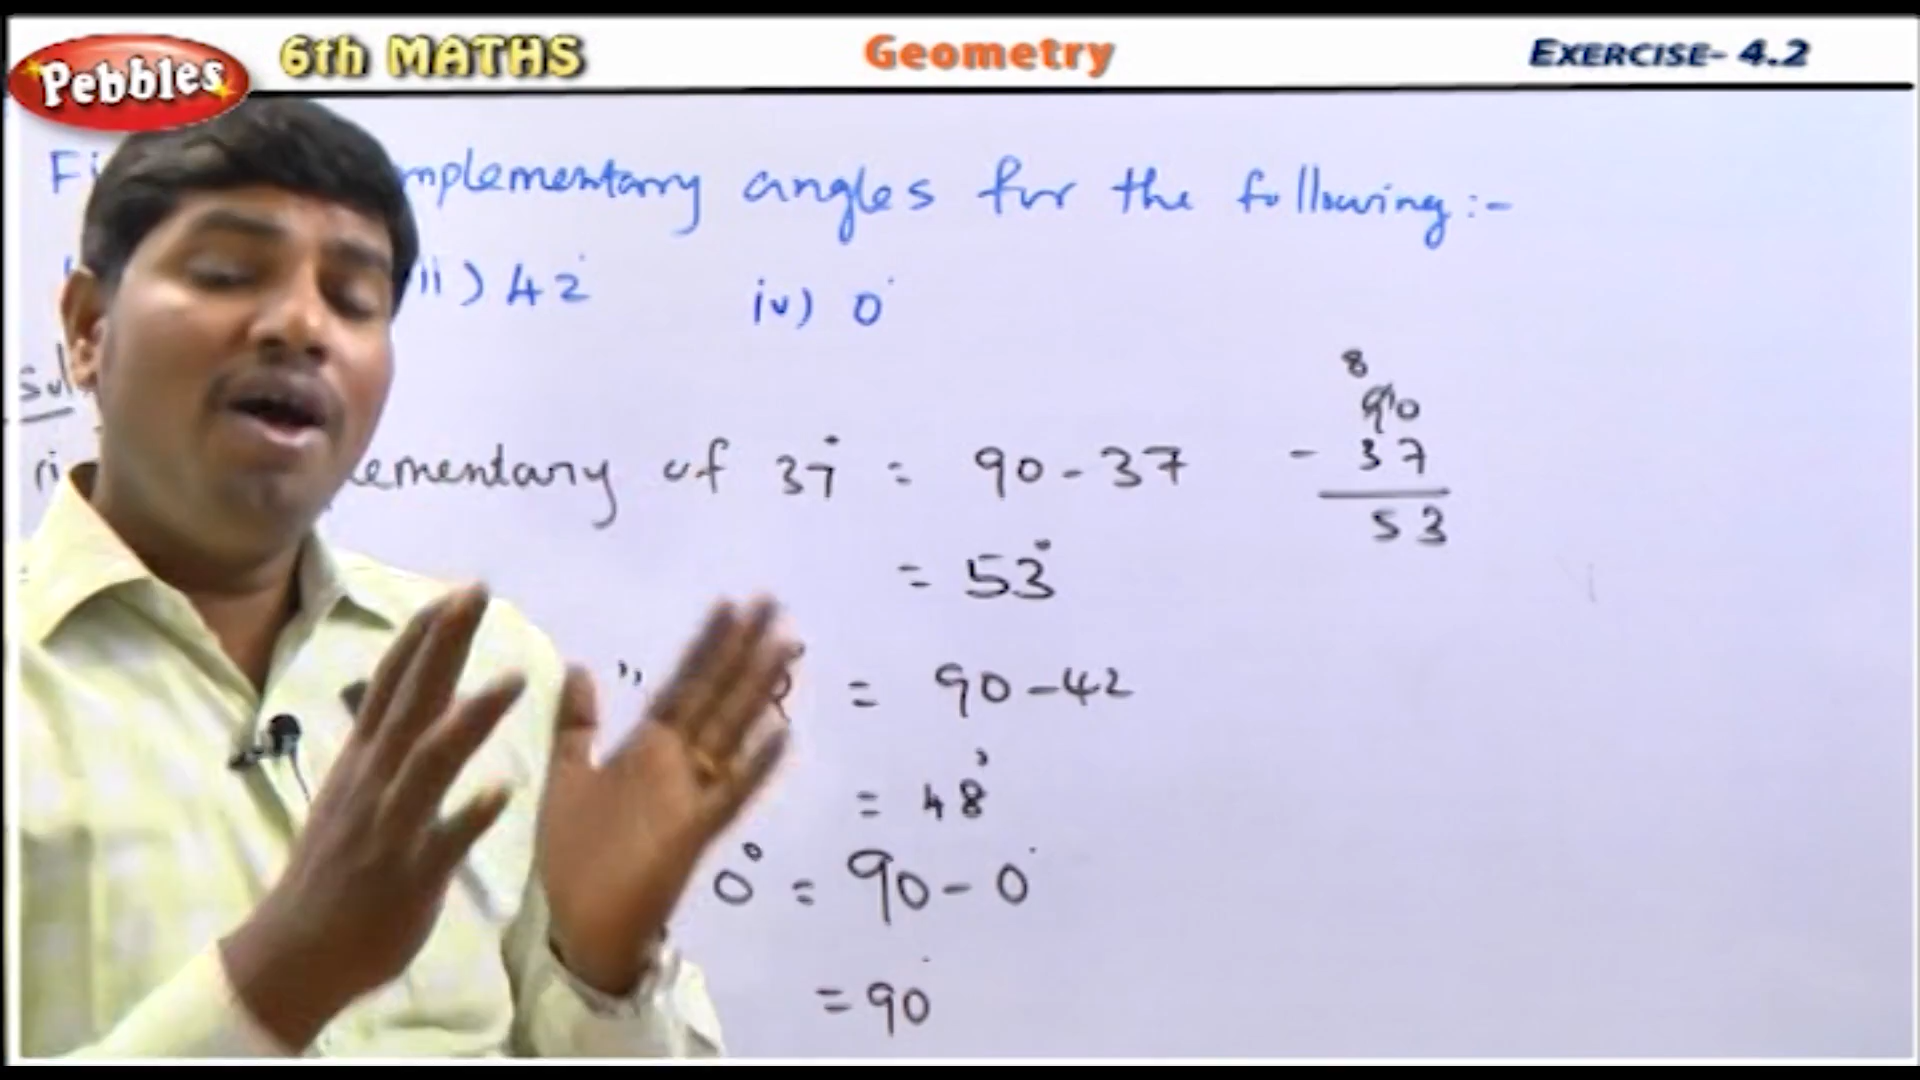 Pebbles 6th MATHS Geometry EXERCISE- 4.2
mplementary angles for the following:-
ii) 42° iv) 0°
8
90
ementary of 37° = 90-37 - 37
53
= 53°
" = 90-42
= 48°
0° = 90-0°
= 90°